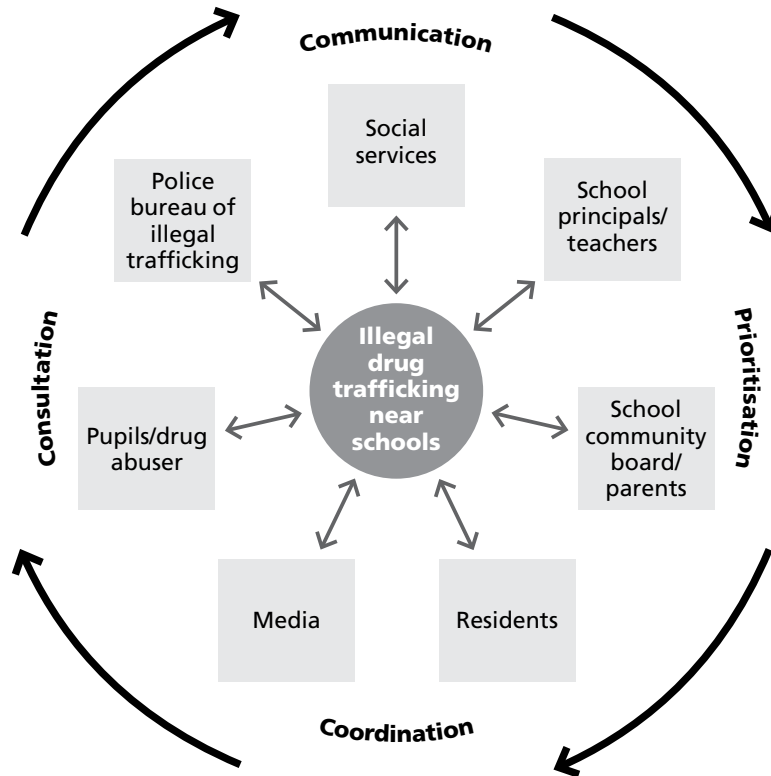 Communication
Social
services
Police
bureau of
illegal
trafficking
School
principals/
teachers
Consultation
Illegal
drug
trafficking
near
schools
Prioritisation
Pupils/drug
abuser
School
community
board/
parents
Media
Residents
Coordination